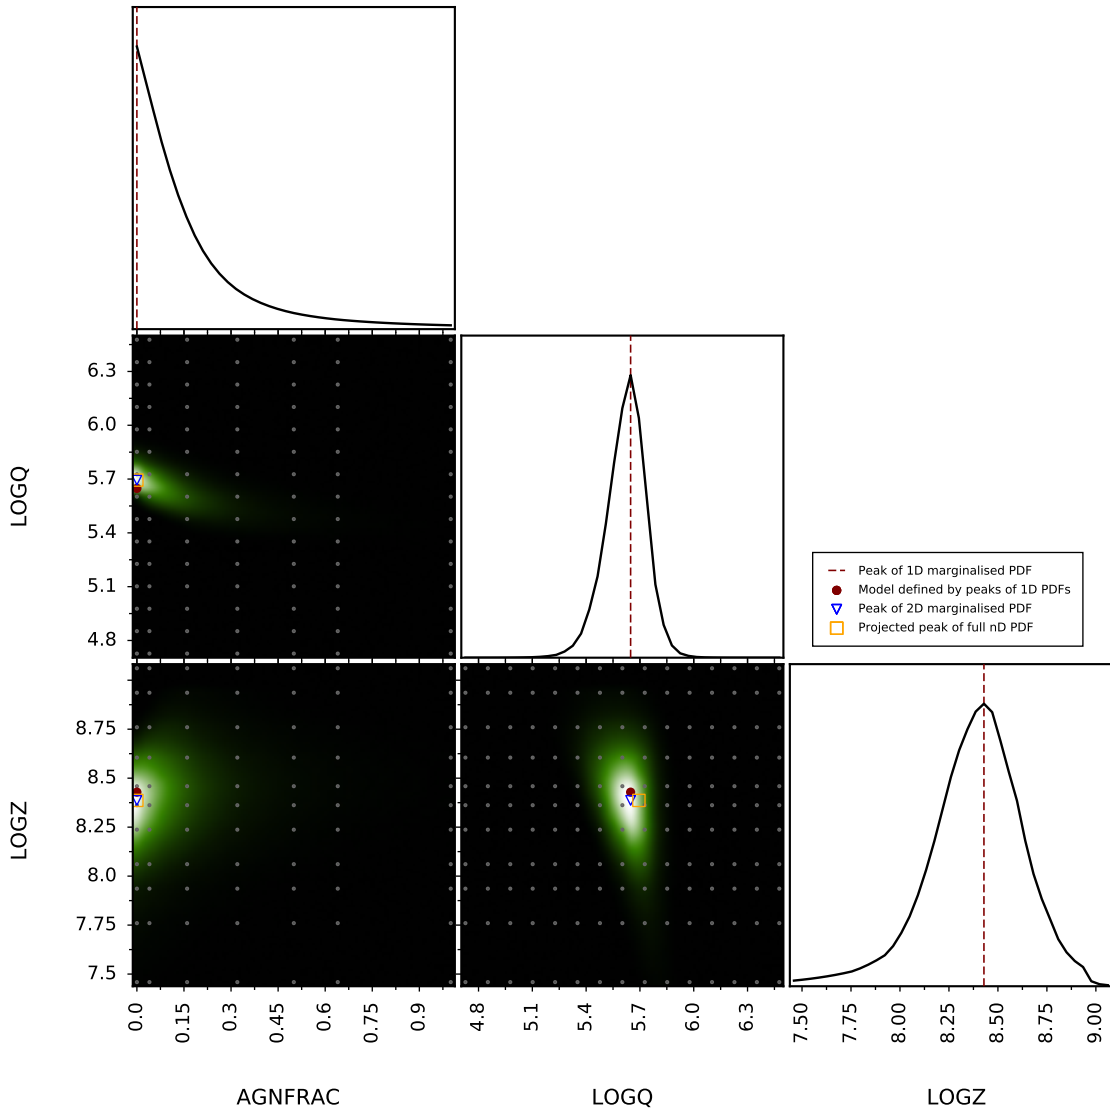 6.3
6.0
5.7
5.4
5.1
4.8
LOGQ
Peak of 1D marginalised PDF
Model defined by peaks of 1D PDFs
Peak of 2D marginalised PDF
Projected peak of full nD PDF
8.75
8.5
8.25
8.0
7.75
7.5
LOGZ
0.0 0.15 0.3 0.45 0.6 0.75 0.9
4.8 5.1 5.4 5.7 6.0 6.3
7.50 7.75 8.00 8.25 8.50 8.75 9.00
AGNFRAC
LOGQ
LOGZ